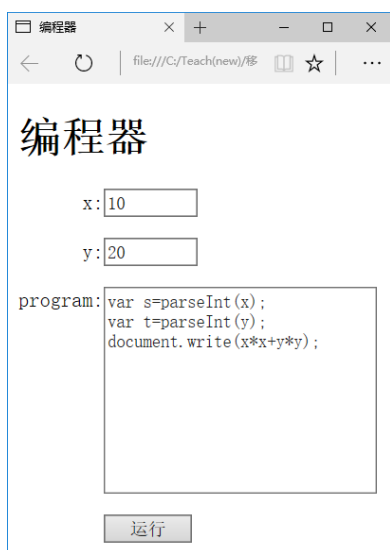 编程器
file:///C:/Teach(new)/移
编程器
x: 10
y: 20
program: var s=parseInt(x);
var t=parseInt(y);
document.write(x*x+y*y);
运行